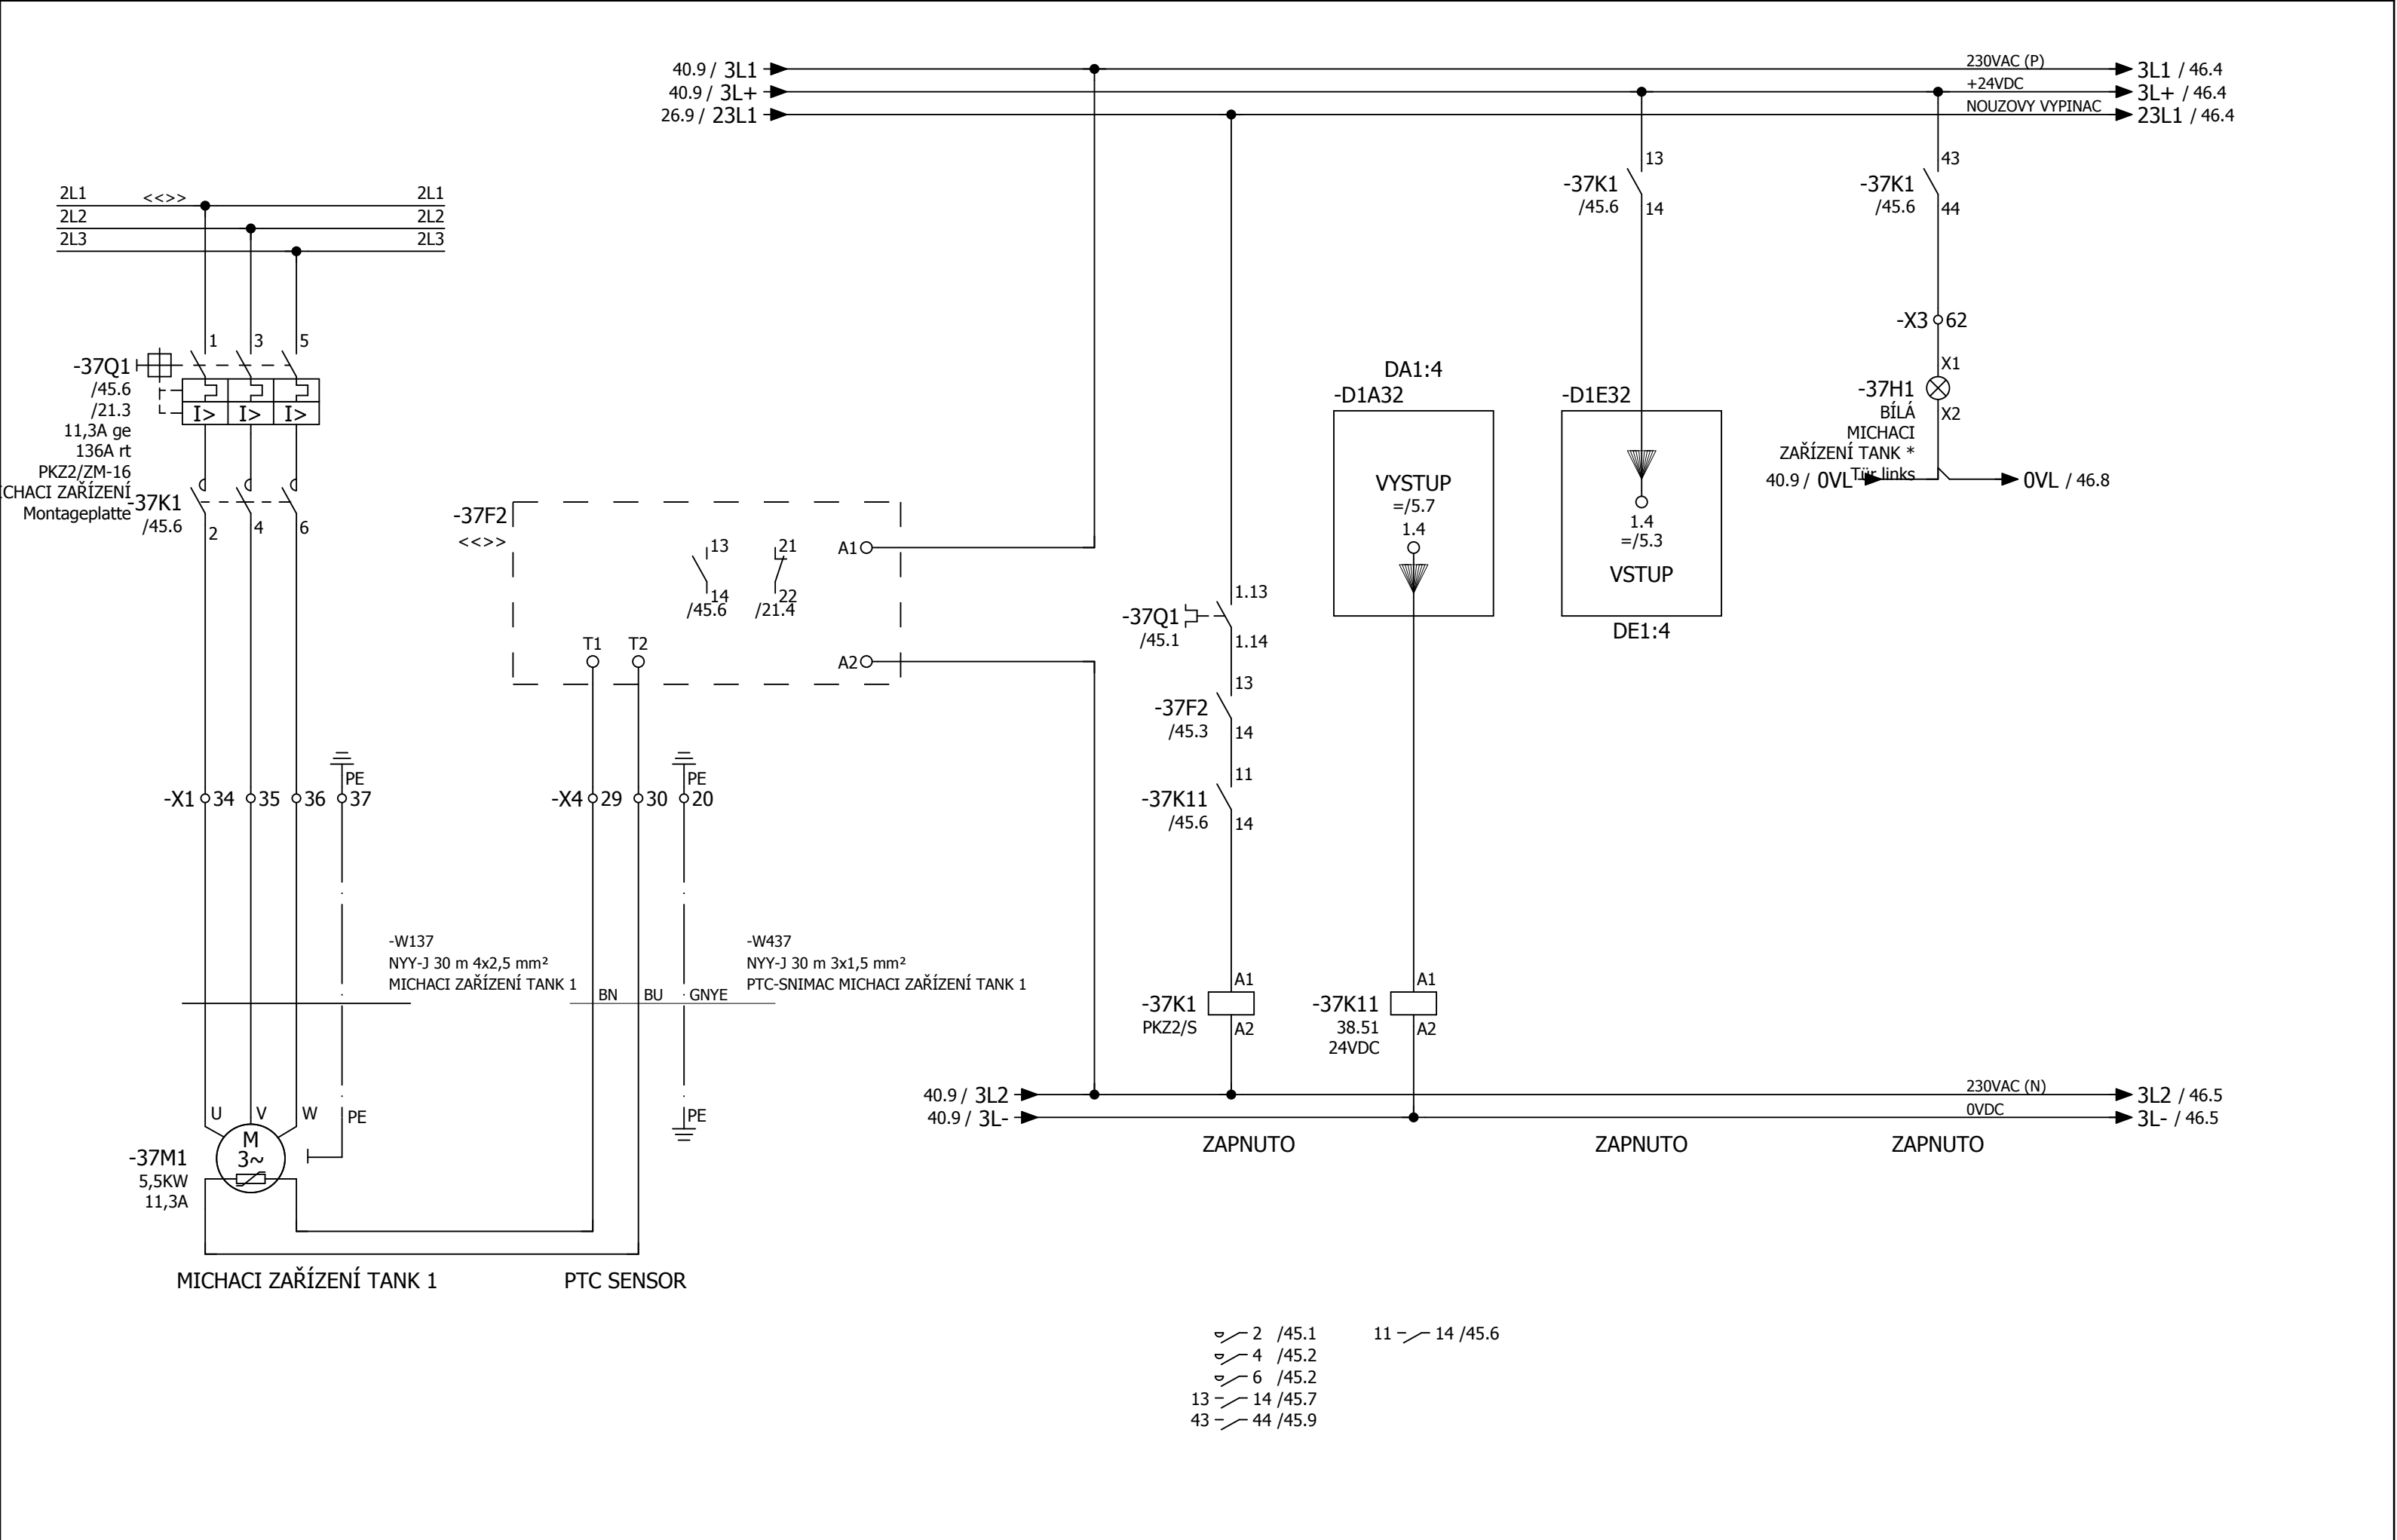 40.9 / 3L1
40.9 / 3L+
26.9 / 23L1
230VAC (P)
+24VDC
NOUZOVY VYPINAC
3L1 / 46.4
3L+ / 46.4
23L1 / 46.4
2L1 <<>> 2L1
2L2 2L2
2L3 2L3
13
-37K1
/45.6
14
43
-37K1
/45.6
44
-X3 62
X1
-37H1
BÍLÁ
X2
MICHACI
ZAŘÍZENÍ TANK *
Tür links
40.9 / 0VL
0VL / 46.8
1 3 5
-37Q1
/45.6
/21.3
11,3A ge
136A rt
PKZ2/ZM-16
CHACI ZAŘÍZENÍ
Montageplatte
I> I> I>
-37K1
/45.6
2 4 6
-37F2
<<>>
13
14
/45.6
21
22
/21.4
A1
A2
T1 T2
DA1:4
-D1A32
VYSTUP
=/5.7
1.4
-D1E32
1.4
=/5.3
VSTUP
DE1:4
1.13
-37Q1
/45.1
1.14
13
-37F2
/45.3
14
11
-37K11
/45.6
14
PE
-X1 34 35 36 37
PE
-X4 29 30 20
-W137
NYY-J 30 m 4x2,5 mm²
MICHACI ZAŘÍZENÍ TANK 1
-W437
NYY-J 30 m 3x1,5 mm²
PTC-SNIMAC MICHACI ZAŘÍZENÍ TANK 1
BN BU GNYE
A1
-37K1
PKZ2/S
A2
A1
-37K11
38.51
24VDC
A2
U V W PE
PE
M
3~
-37M1
5,5KW
11,3A
40.9 / 3L2
40.9 / 3L-
230VAC (N)
0VDC
3L2 / 46.5
3L- / 46.5
ZAPNUTO
ZAPNUTO
ZAPNUTO
MICHACI ZAŘÍZENÍ TANK 1
PTC SENSOR
2 /45.1
4 /45.2
6 /45.2
13 14 /45.7
43 44 /45.9
11 14 /45.6